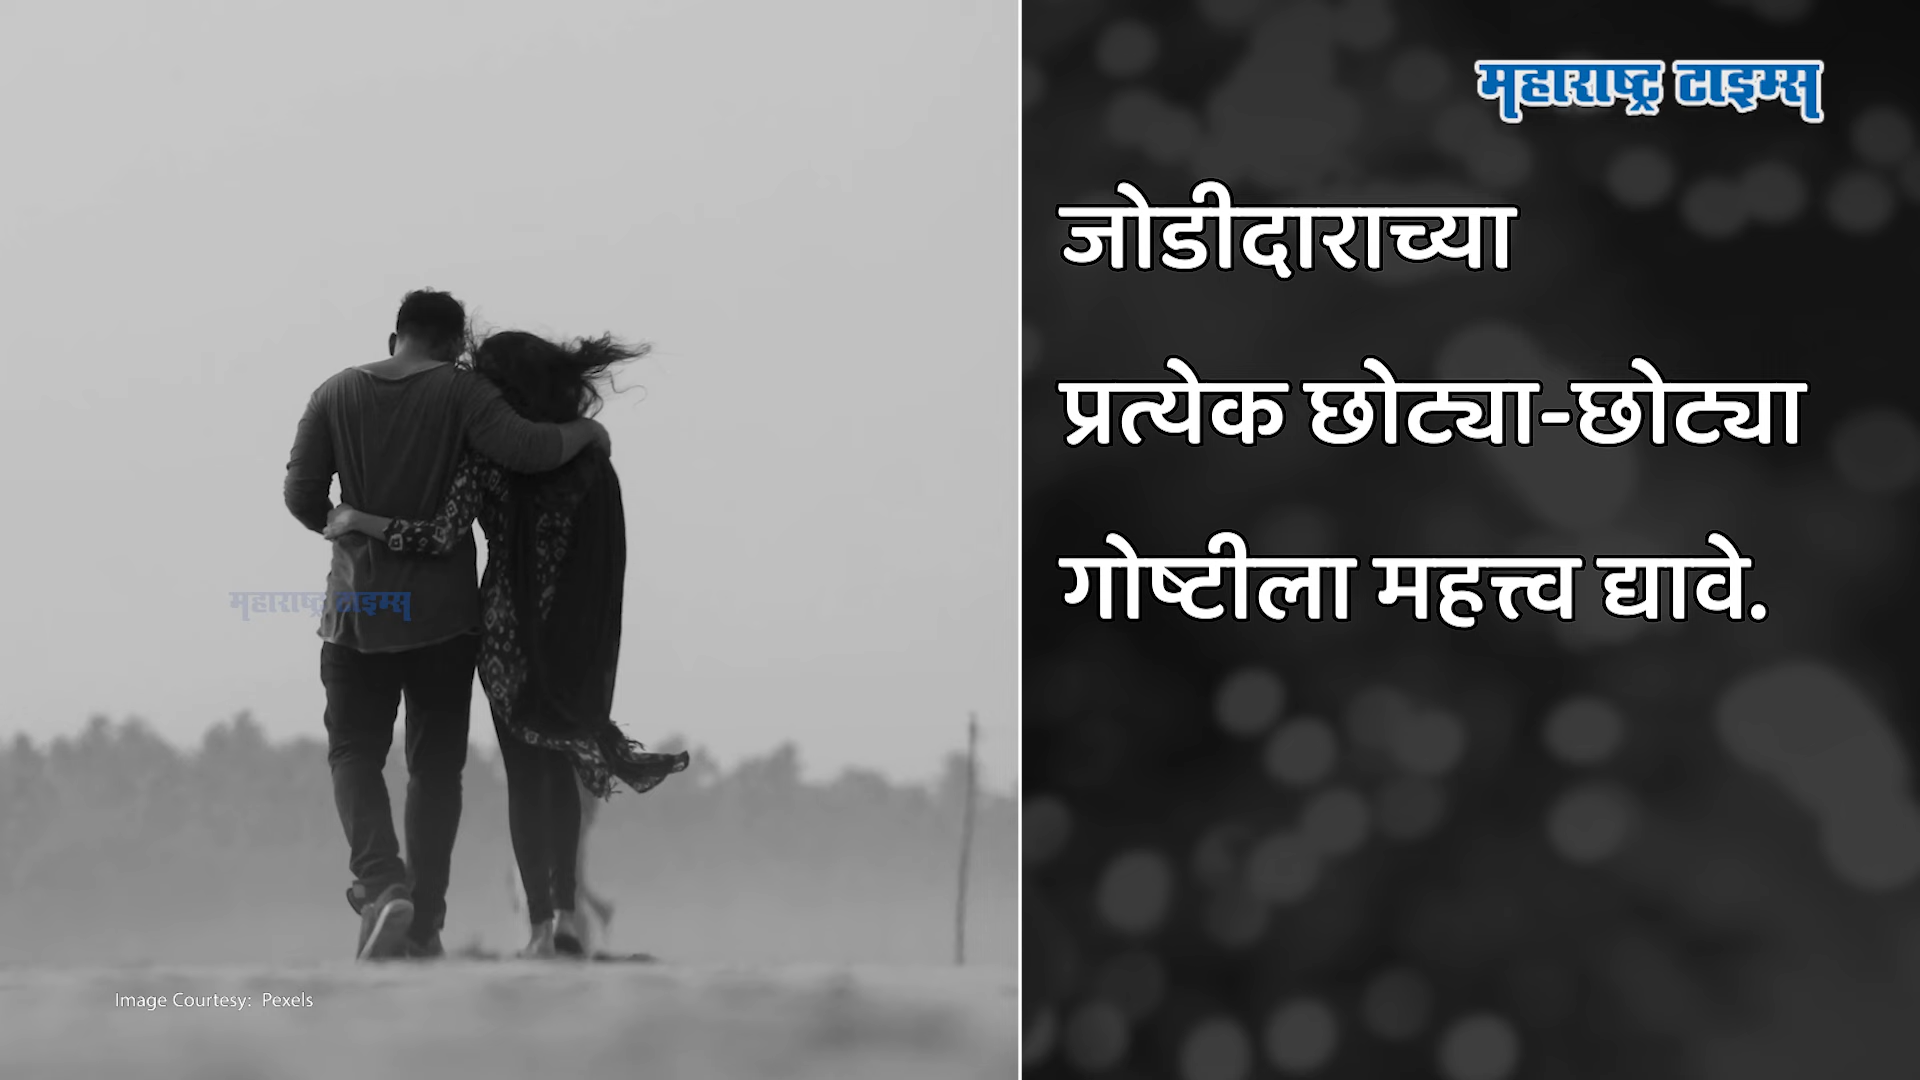 महाराष्ट्र टाइम्स
जोडीदाराच्या
प्रत्येक छोट्या-छोट्या
गोष्टीला महत्त्व द्यावे.
महाराष्ट्र टाइम्स
Image Courtesy: Pexels